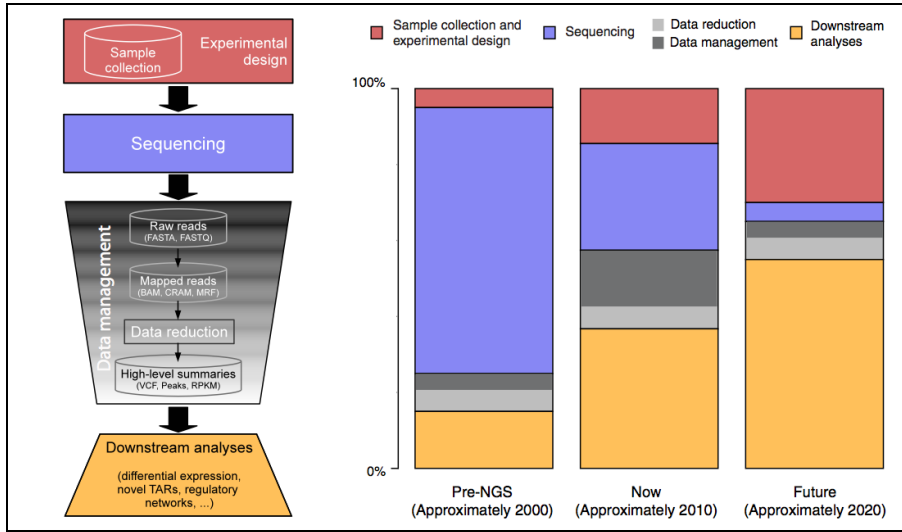 Experimental
design
Sample
collection
Sequencing
Data management
Raw reads
(FASTA, FASTQ)
Mapped reads
(BAM, CRAM, MRF)
Data reduction
High-level summaries
(VCF, Peaks, RPKM)
Downstream analyses
(differential expression,
novel TARs, regulatory
networks, ...)
Sample collection and
experimental design
Sequencing
Data reduction
Data management
Downstream
analyses
100%
0%
Pre-NGS
(Approximately 2000)
Now
(Approximately 2010)
Future
(Approximately 2020)